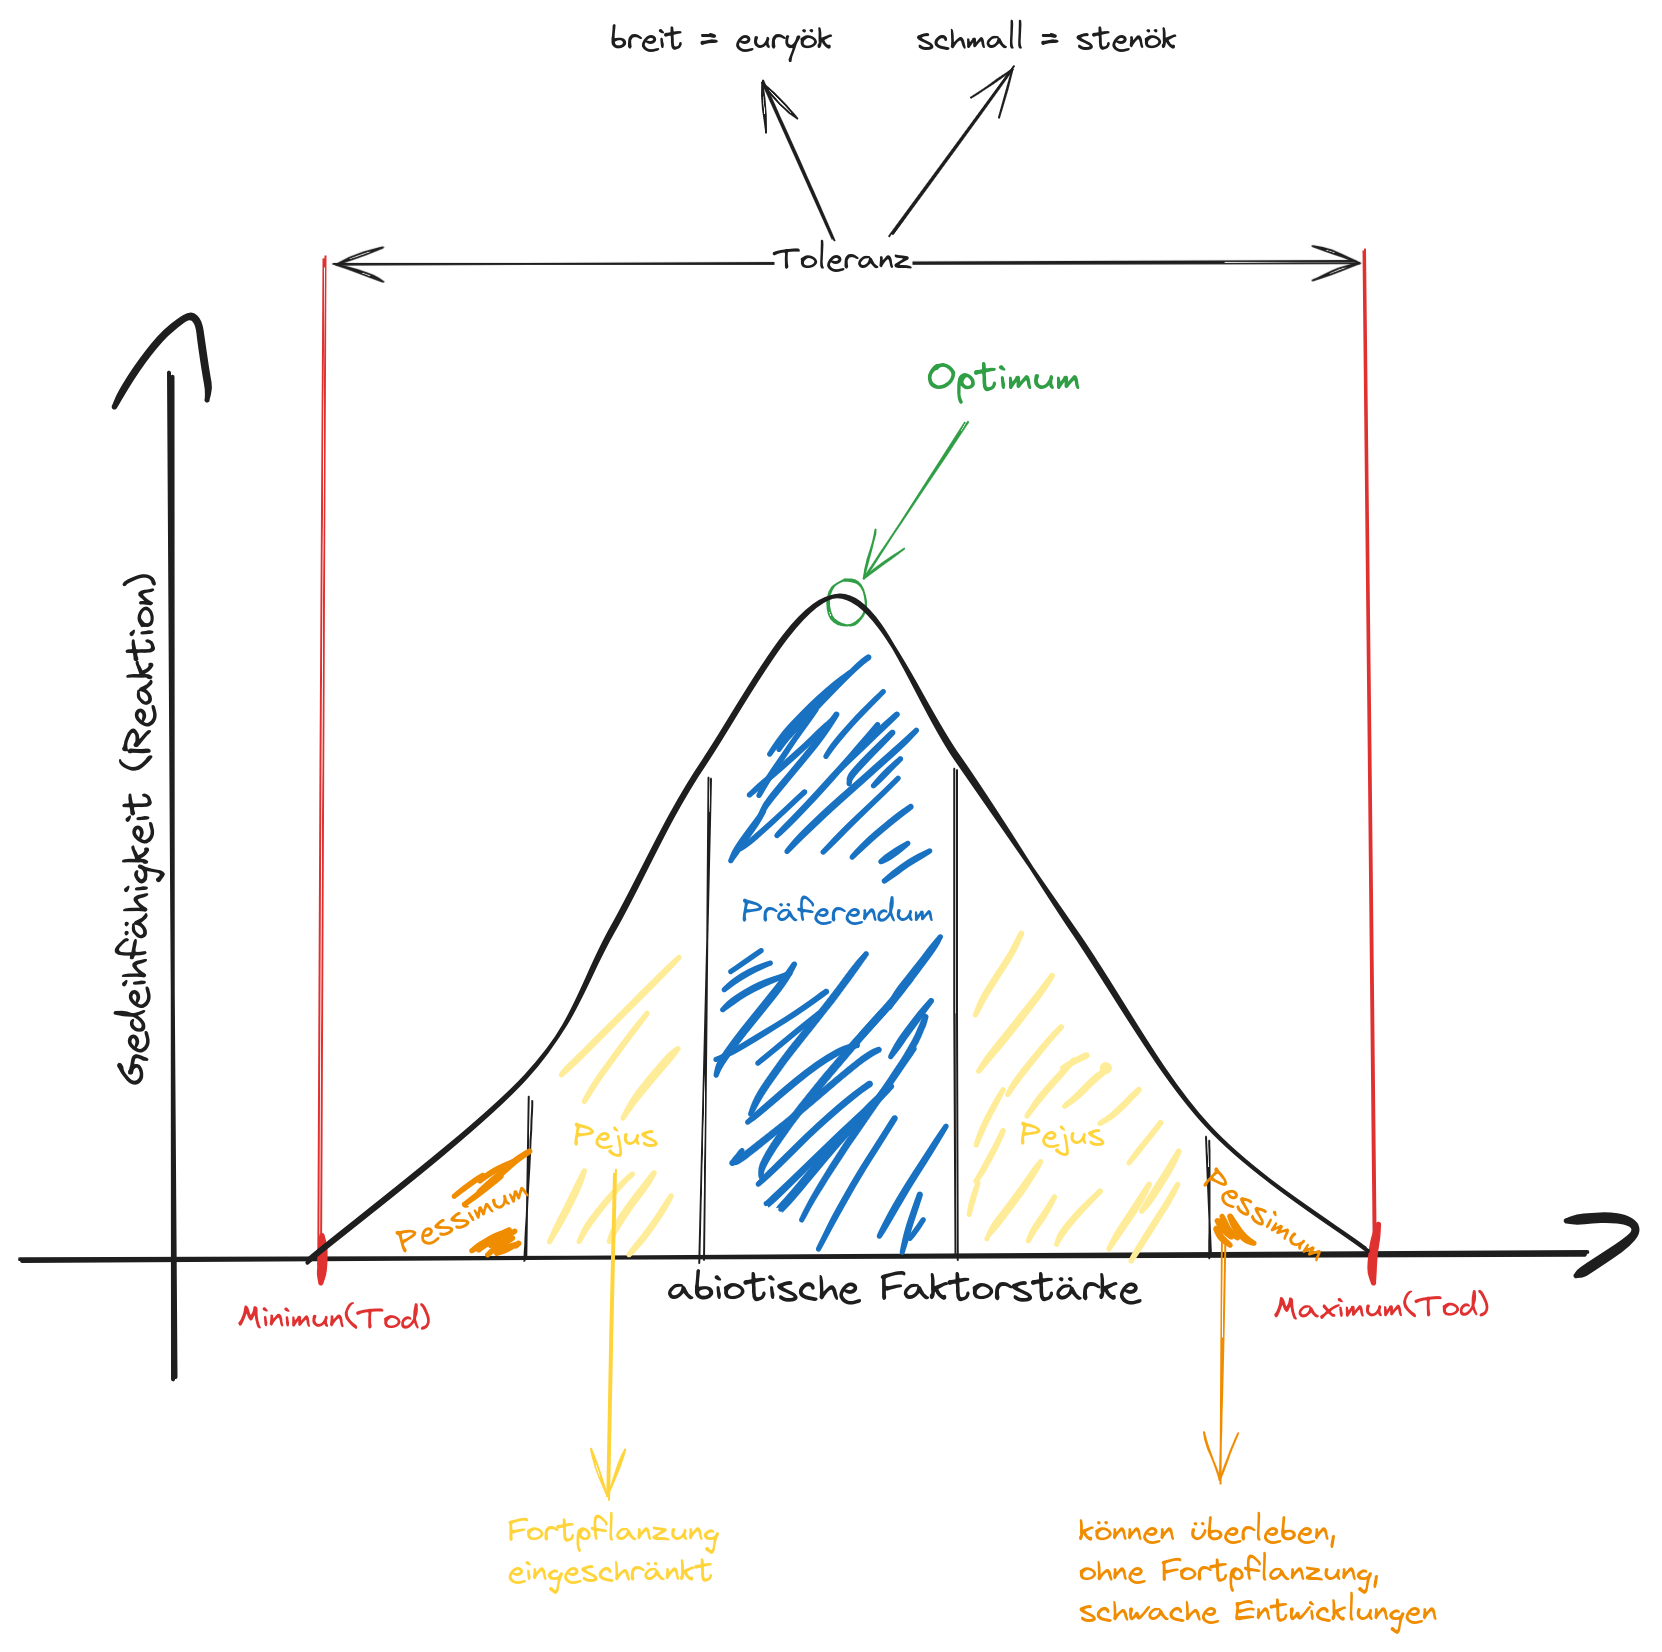 breit = euryök
schmall = stenök
Toleranz
Optimum
Gedeihfähigkeit (Reaktion)
Präferendum
Pejus
Pejus
Pessimum
Pessimum
abiotische Faktorstärke
Minimun(Tod)
Maximum(Tod)
Fortpflanzung
eingeschränkt
können überleben,
ohne Fortpflanzung,
schwache Entwicklungen